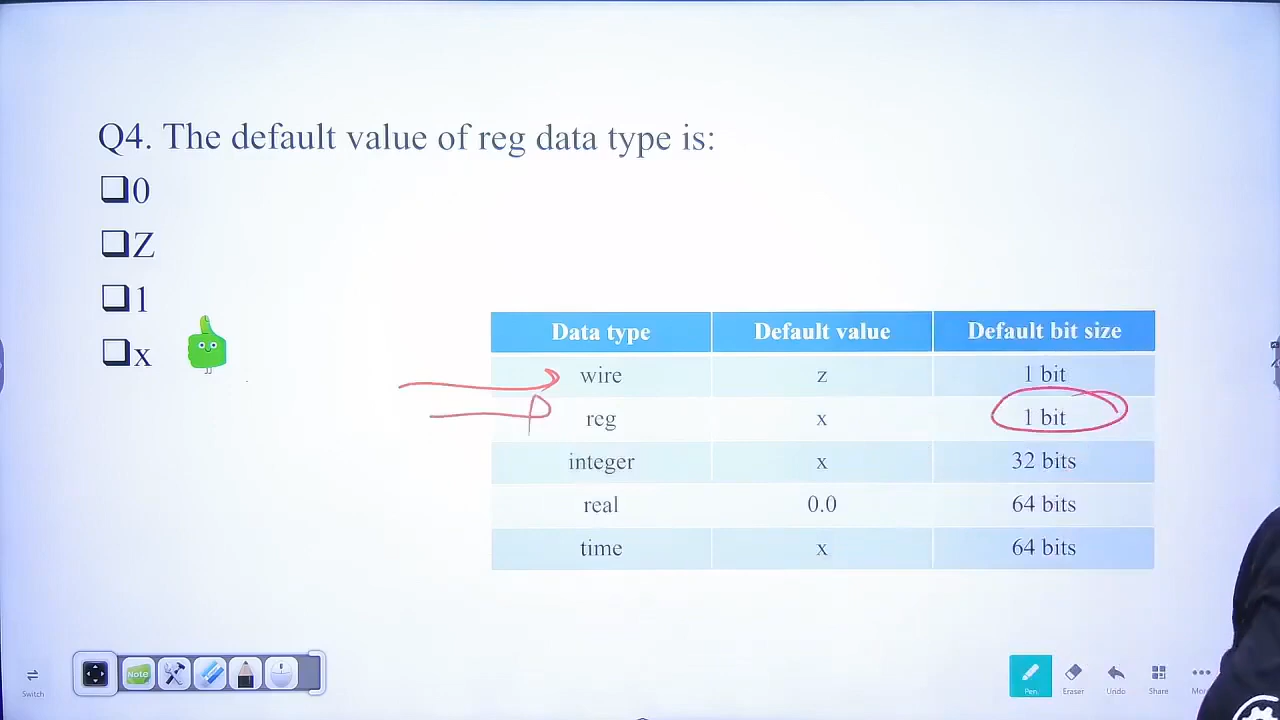 Q4. The default value of reg data type is:
❑0
❑Z
❑1
❑x
Data type Default value Default bit size
wire z 1 bit
reg x 1 bit
integer x 32 bits
real 0.0 64 bits
time x 64 bits
Switch
Note
Pen Eraser Undo Share